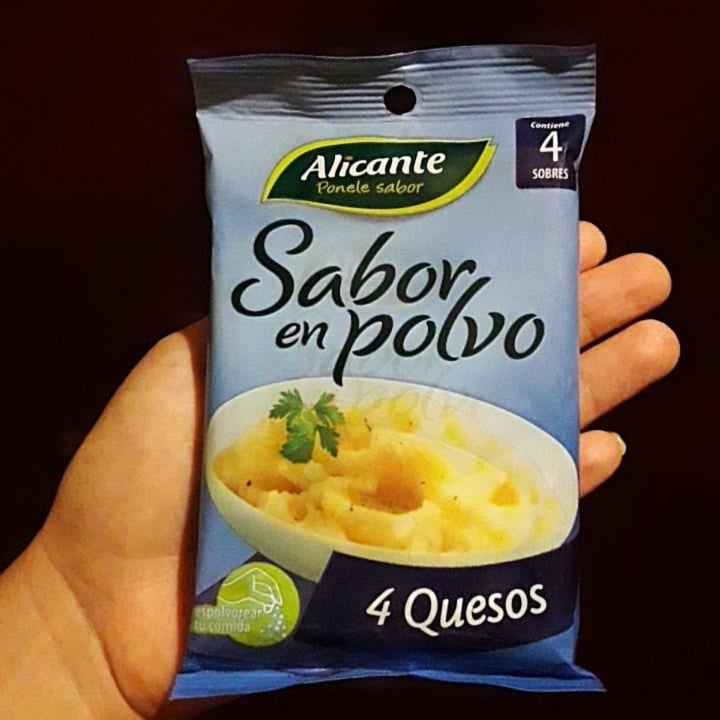 Alicante
Ponele sabor
Contiene
4
SOBRES
Sabor
en polvo
espolvorear
tu comida
4 Quesos